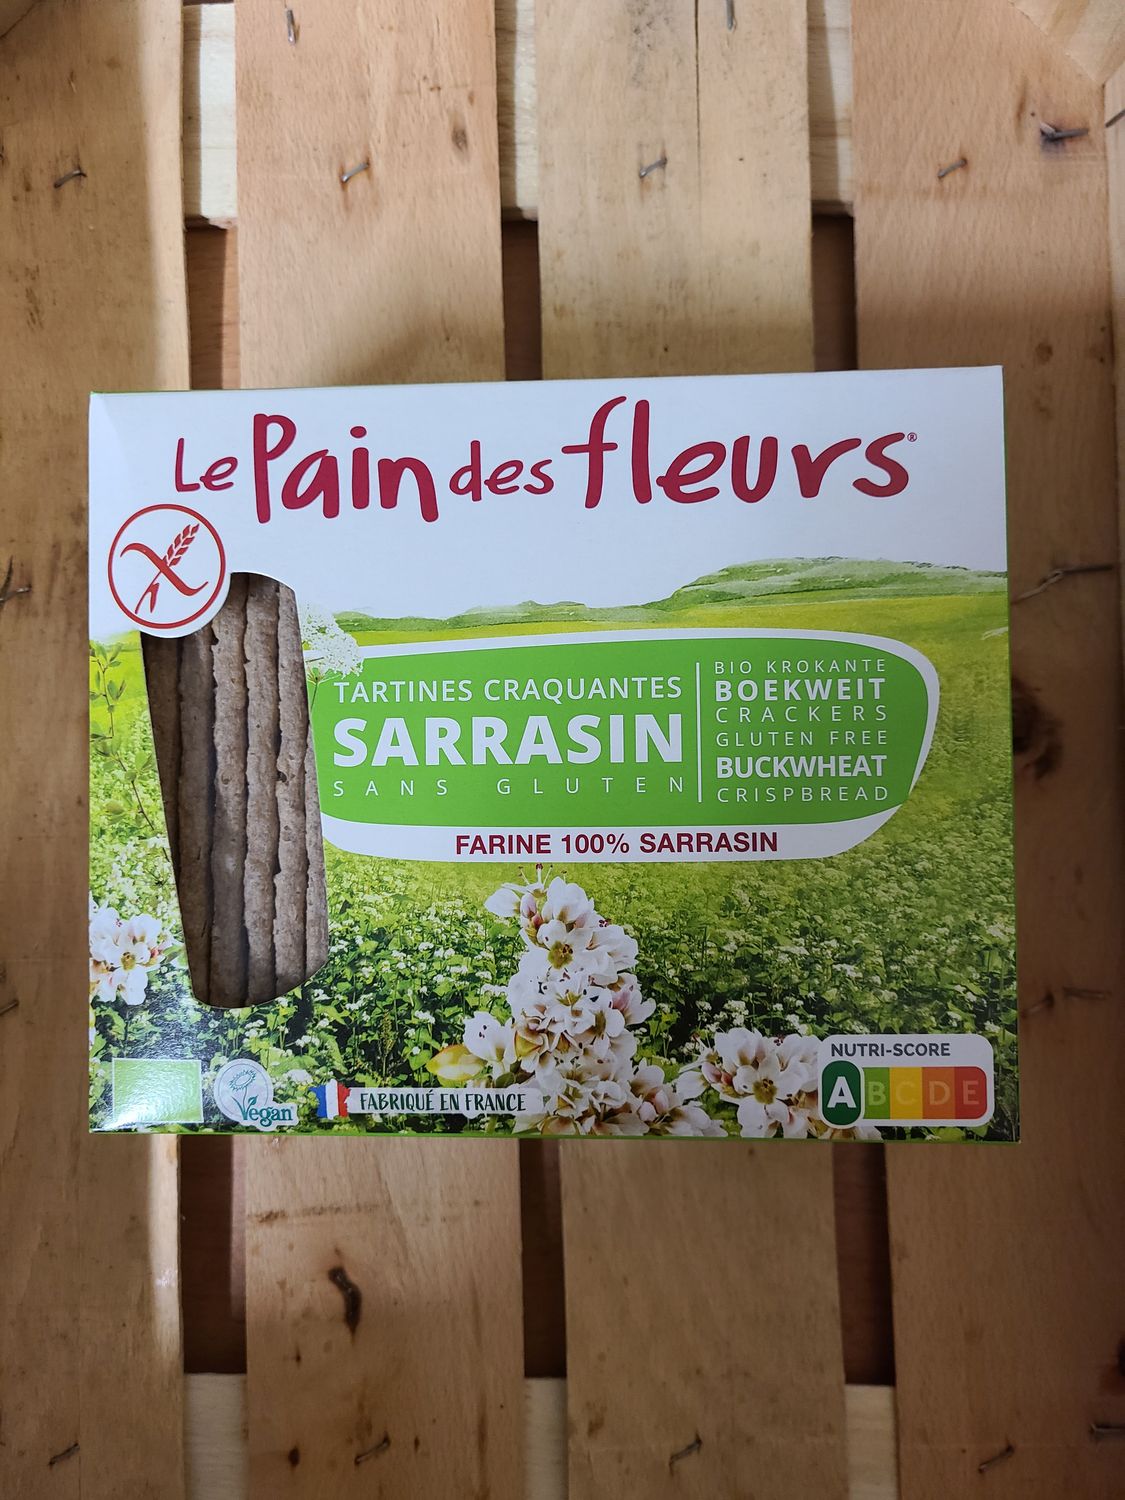 Le Pain des fleurs®
TARTINES CRAQUANTES
SARRASIN
SANS GLUTEN
BIO KROKANTE
BOEKWEIT
CRACKERS
GLUTEN FREE
BUCKWHEAT
CRISPBREAD
FARINE 100% SARRASIN
Vegan
FABRIQUÉ EN FRANCE
NUTRI-SCORE
A B C D E